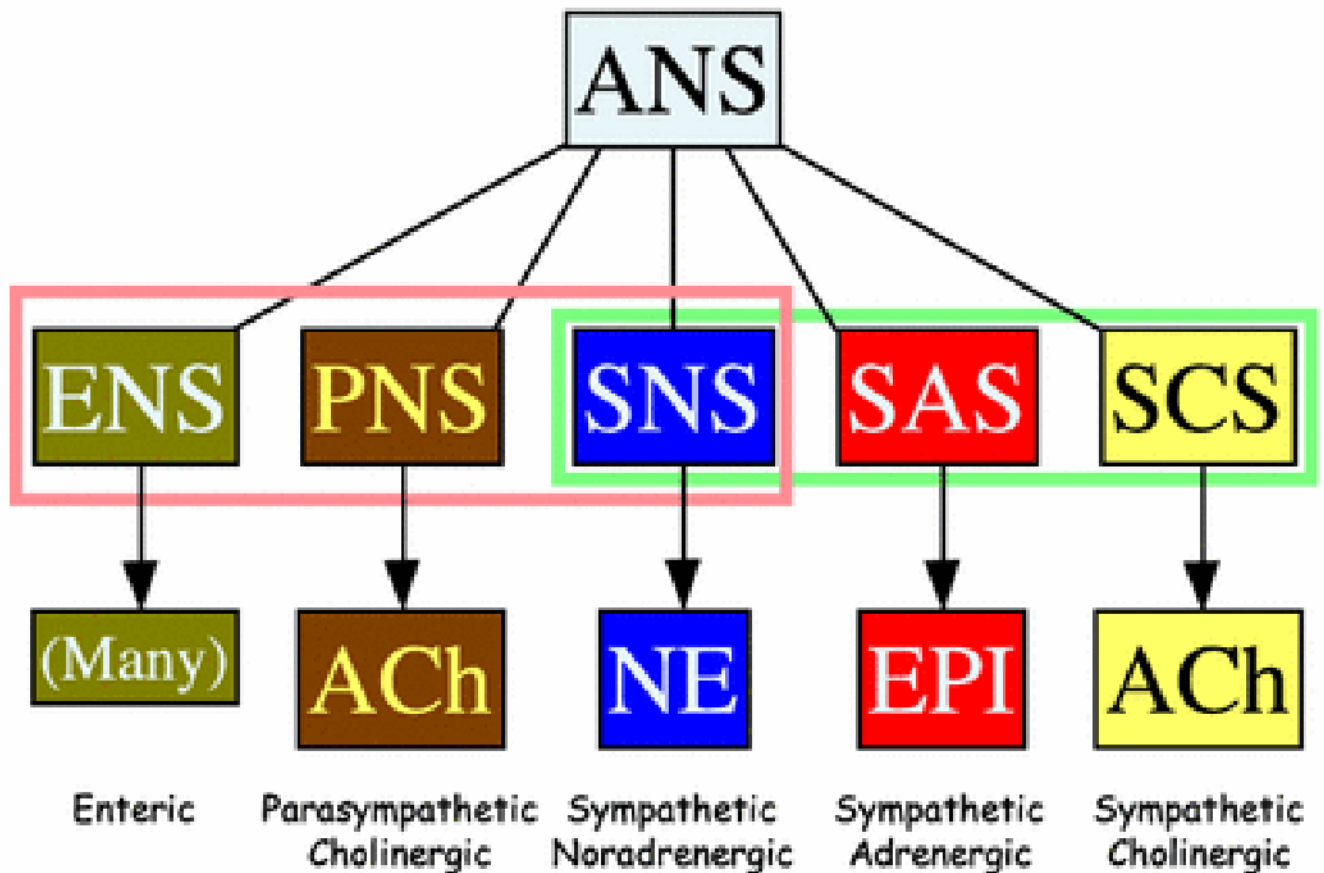 ANS
ENS PNS SNS SAS SCS
(Many) ACh NE EPI ACh
Enteric Parasympathetic Sympathetic Sympathetic Sympathetic
Cholinergic Noradrenergic Adrenergic Cholinergic